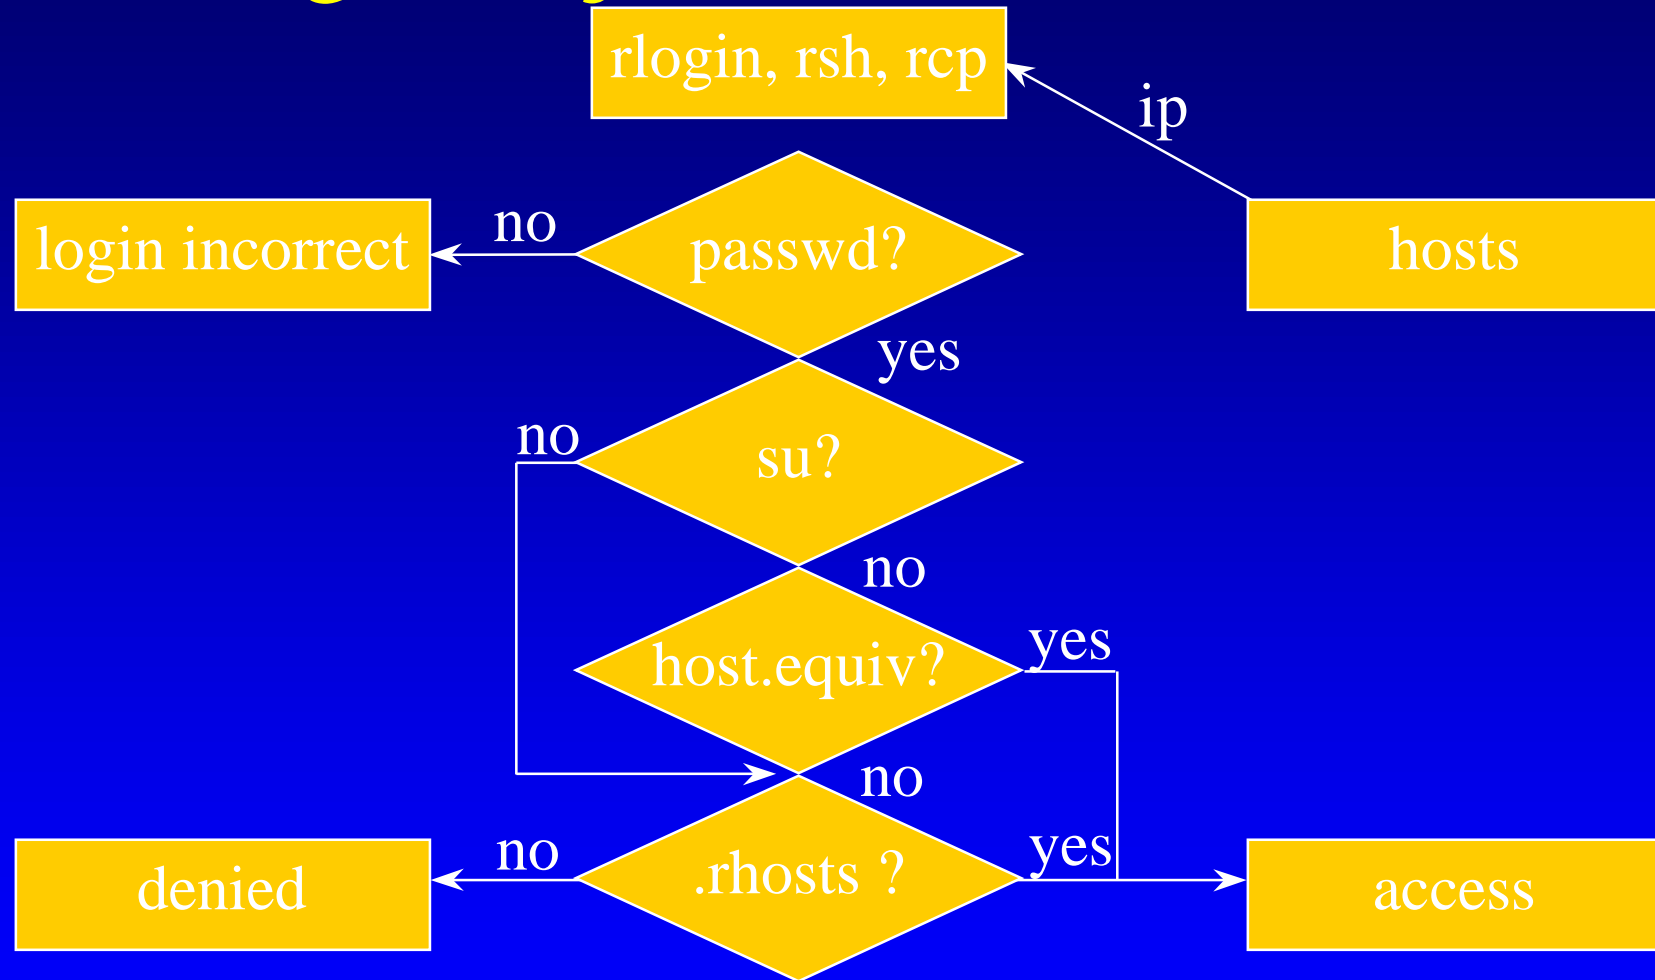 rlogin, rsh, rcp
ip
no
login incorrect
passwd?
hosts
yes
no
su?
no
host.equiv?
yes
no
no
.rhosts ?
yes
denied
access